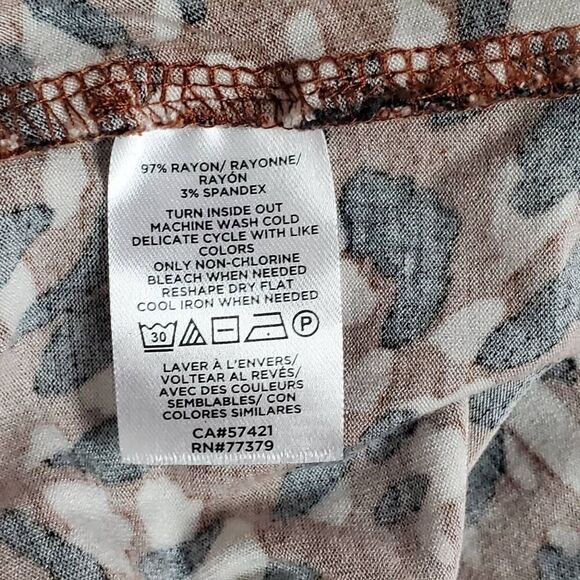 97% RAYON/ RAYONNE/
RAYÓN
3% SPANDEX
TURN INSIDE OUT
MACHINE WASH COLD
DELICATE CYCLE WITH LIKE
COLORS
ONLY NON-CHLORINE
BLEACH WHEN NEEDED
RESHAPE DRY FLAT
COOL IRON WHEN NEEDED
30 P
LAVER À L'ENVERS/
VOLTEAR AL REVÉS/
AVEC DES COULEURS
SEMBLABLES/ CON
COLORES SIMILARES
CA#57421
RN#77379